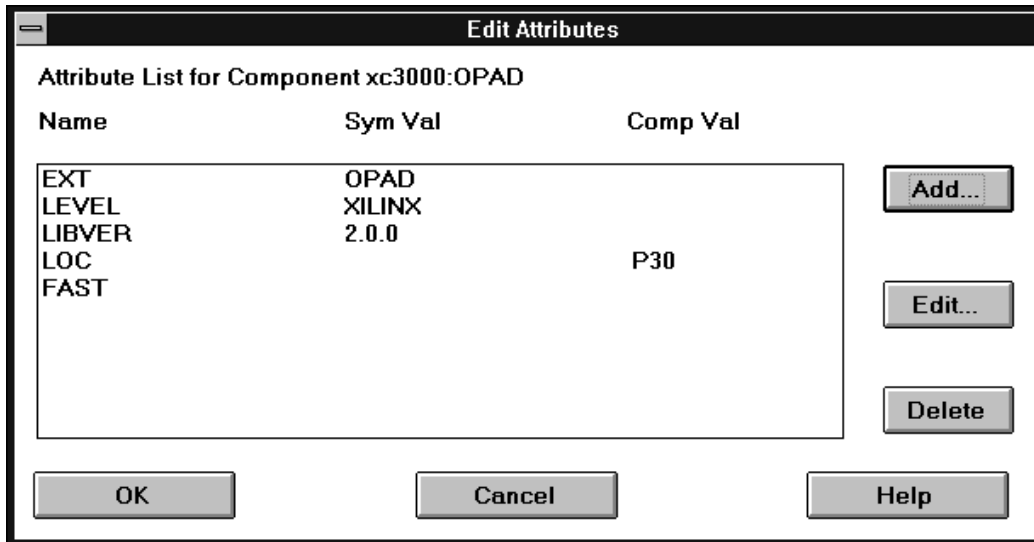 Edit Attributes
Attribute List for Component xc3000:OPAD
Name Sym Val Comp Val
EXT OPAD
LEVEL XILINX
LIBVER 2.0.0
LOC P30
FAST
Add...
Edit...
Delete
OK Cancel Help